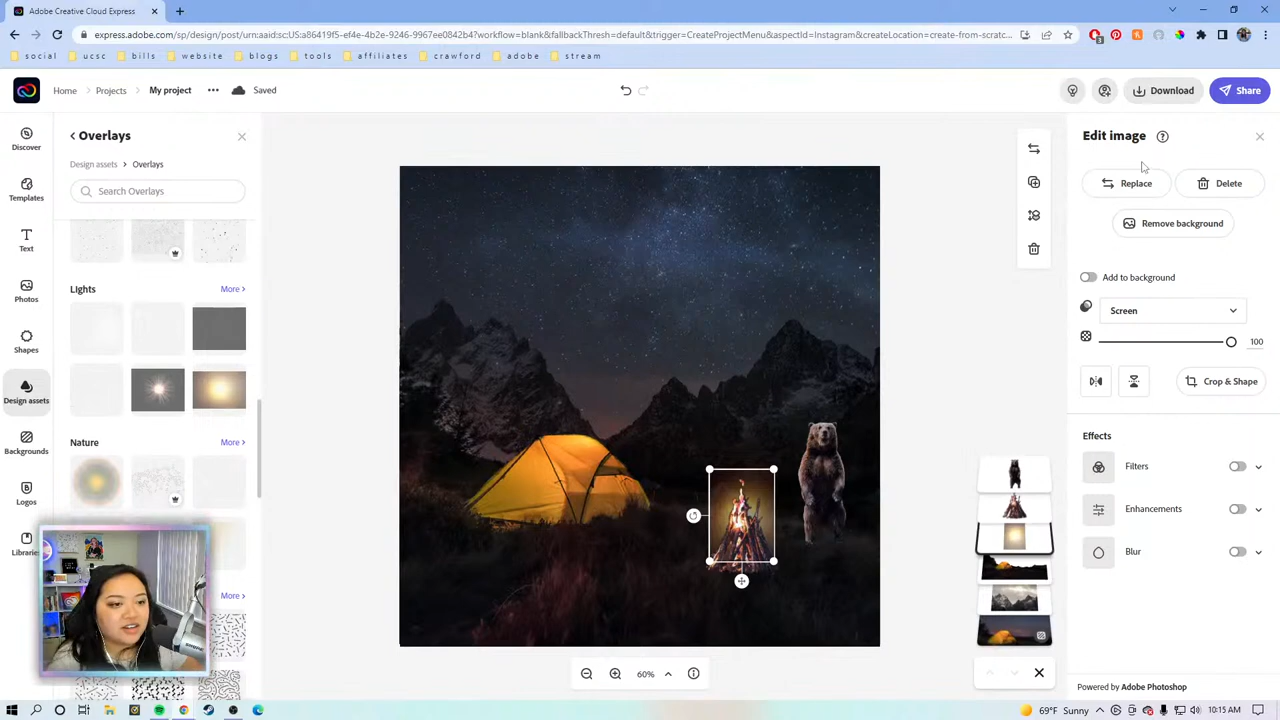 Adobe Creative Cloud Express
express.adobe.com/sp/design/post/urn:aaid:sc:US:a86419f5-ef4e-4b2e-9246-9967ee0842b4?workflow=blank&fallbackThresh=default&trigger=CreateProjectMenu&aspectId=Instagram&createLocation=create-from-scratc...
social
ucsc
bills
website
blogs
tools
affiliates
crawford
adobe
stream
Home
Projects
My project
Saved
Download
Share
Discover
Templates
Text
Photos
Shapes
Design assets
Backgrounds
Logos
Librarie
Overlays
Design assets > Overlays
Search Overlays
Lights
More >
Nature
More >
More >
60%
Edit image
Replace
Delete
Remove background
Add to background
Screen
100
Crop & Shape
Effects
Filters
Enhancements
Blur
Powered by Adobe Photoshop
69°F Sunny
10:15 AM